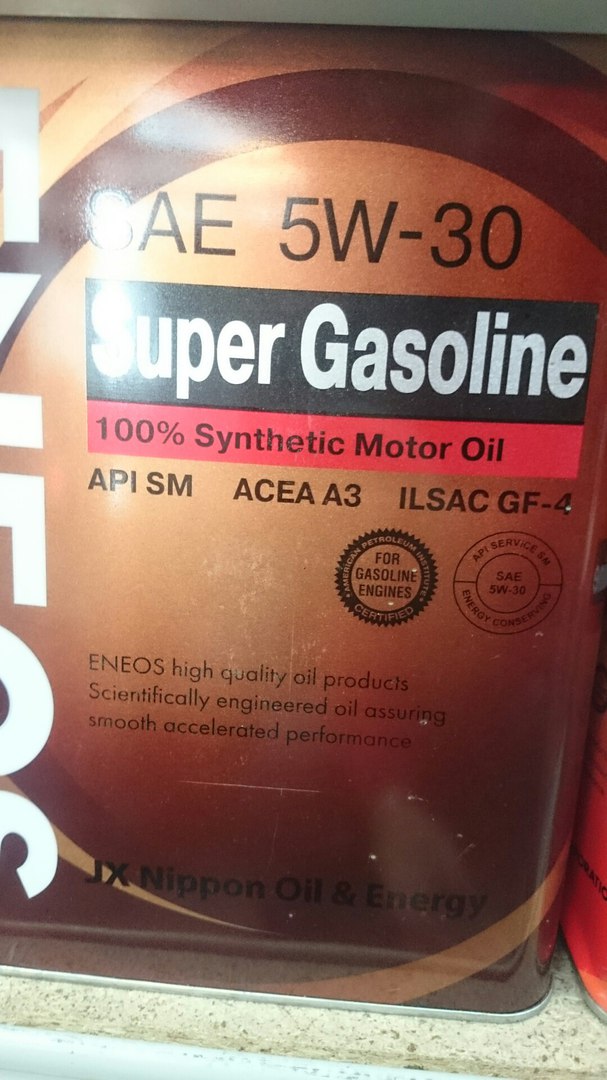 ENEOS
SAE 5W-30
Super Gasoline
100% Synthetic Motor Oil
API SM ACEA A3 ILSAC GF-4
AMERICAN PETROLEUM INSTITUTE
FOR
GASOLINE
ENGINES
CERTIFIED
API SERVICE SM
SAE
5W-30
ENERGY CONSERVING
ENEOS high quality oil products
Scientifically engineered oil assuring
smooth accelerated performance
JX Nippon Oil & Energy